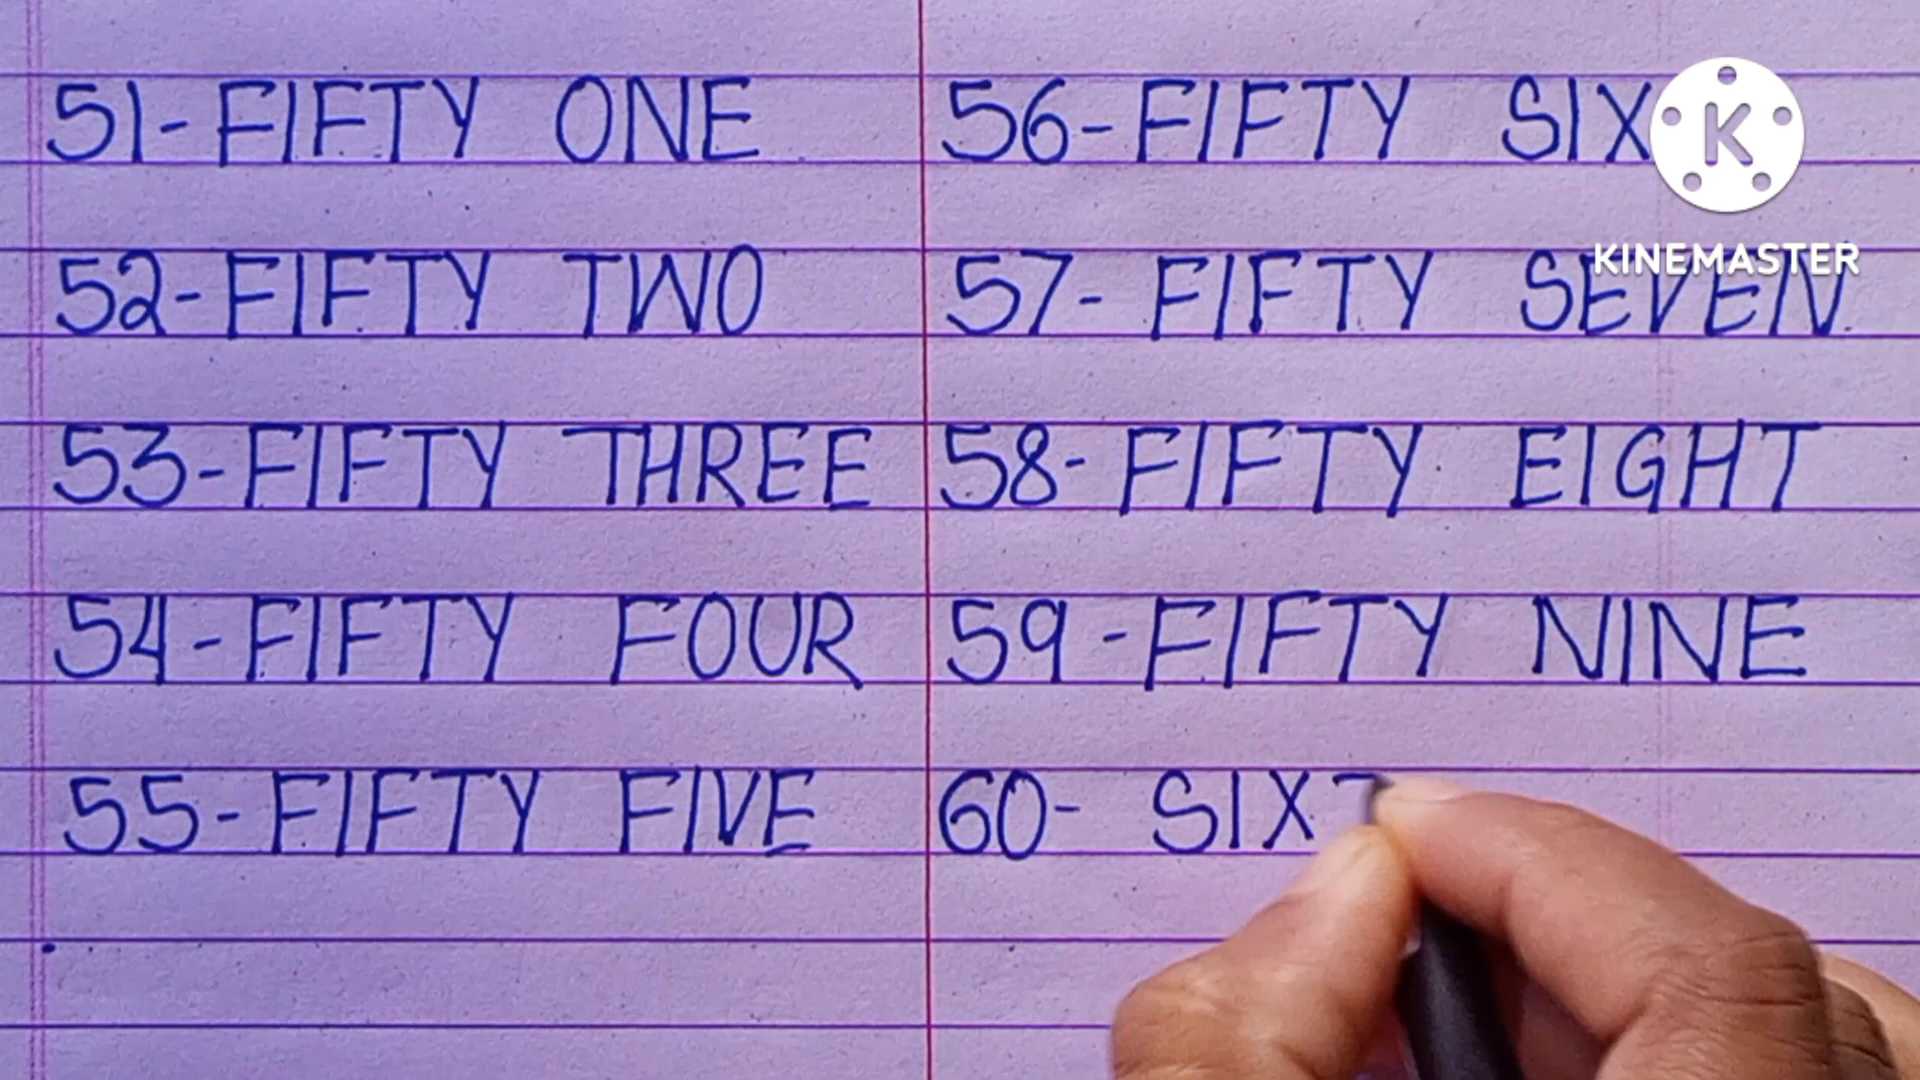 51-FIFTY ONE
52-FIFTY TWO
53-FIFTY THREE
54-FIFTY FOUR
55-FIFTY FIVE
56-FIFTY SIX
57-FIFTY SEVEN
58-FIFTY EIGHT
59-FIFTY NINE
60- SIXT
K
KINEMASTER